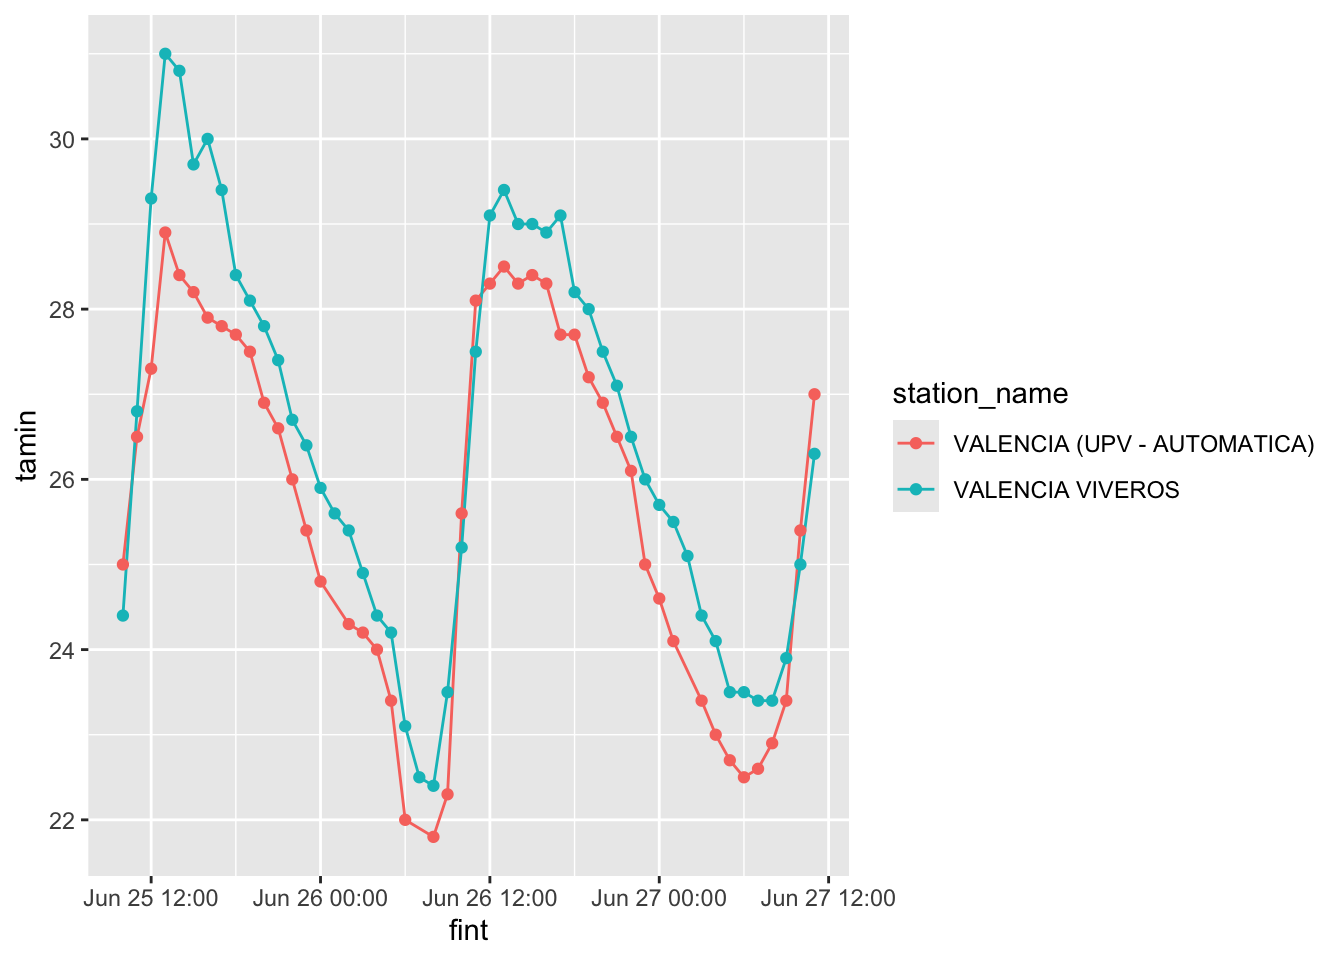 30
28
26
24
22
tamin
Jun 25 12:00 Jun 26 00:00 Jun 26 12:00 Jun 27 00:00 Jun 27 12:00
fint
station_name
VALENCIA (UPV - AUTOMATICA)
VALENCIA VIVEROS